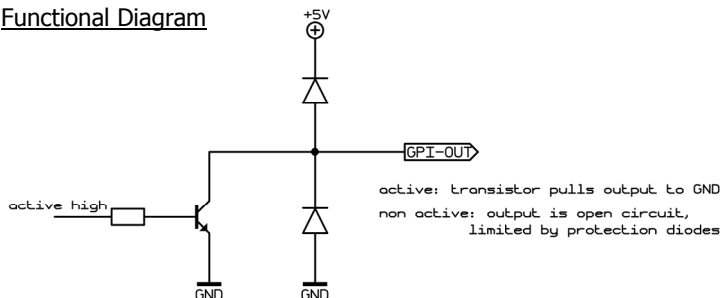 Functional Diagram
+5V
GPI-OUT
active: transistor pulls output to GND
active high
non active: output is open circuit,
limited by protection diodes
GND
GND